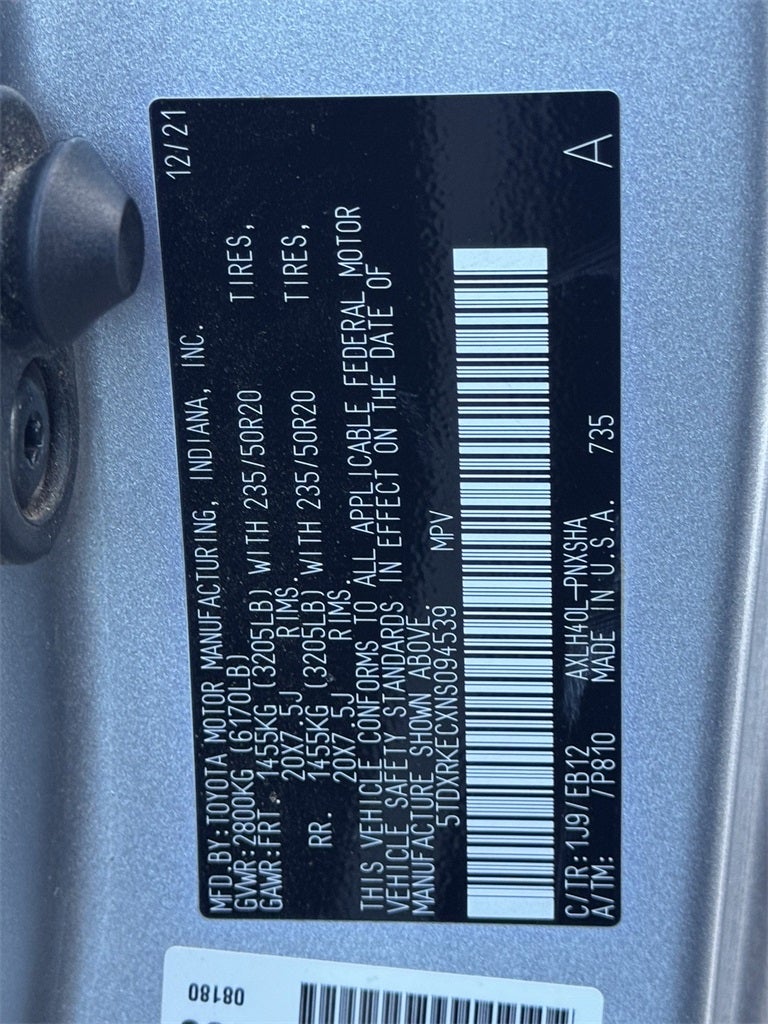 MFD.BY:TOYOTA MOTOR MANUFACTURING, INDIANA, INC. 12/21
GVWR:2800KG (6170LB)
GAWR:FRT. 1455KG (3205LB) WITH 235/50R20 TIRES,
20X7.5J RIMS.
RR. 1455KG (3205LB) WITH 235/50R20 TIRES,
20X7.5J RIMS.
THIS VEHICLE CONFORMS TO ALL APPLICABLE FEDERAL MOTOR
VEHICLE SAFETY STANDARDS IN EFFECT ON THE DATE OF
MANUFACTURE SHOWN ABOVE.
5TDXRKECXNS094539 MPV
C/TR:1J9/EB12 AXLH40L-PNXSHA
A/TM: /P810 MADE IN U.S.A. 735 A
08180